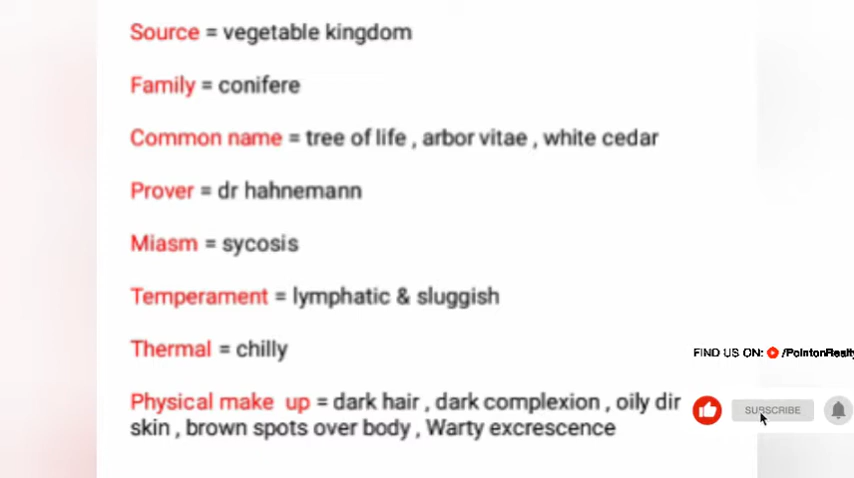 Source = vegetable kingdom
Family = conifere
Common name = tree of life , arbor vitae , white cedar
Prover = dr hahnemann
Miasm = sycosis
Temperament = lymphatic & sluggish
Thermal = chilly
FIND US ON: /PointonRealty
Physical make up = dark hair , dark complexion , oily dir
skin , brown spots over body , Warty excrescence
SUBSCRIBE